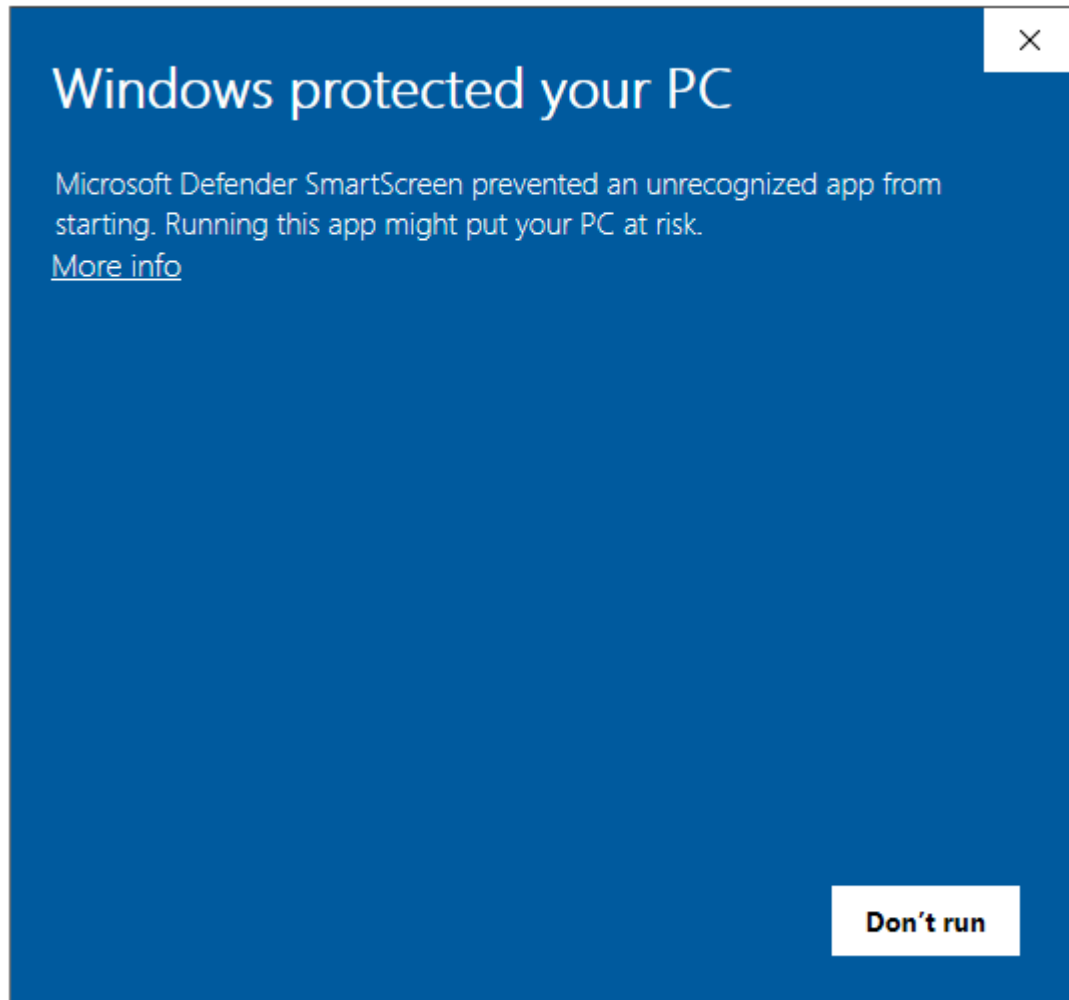 Windows protected your PC
Microsoft Defender SmartScreen prevented an unrecognized app from
starting. Running this app might put your PC at risk.
More info
Don’t run